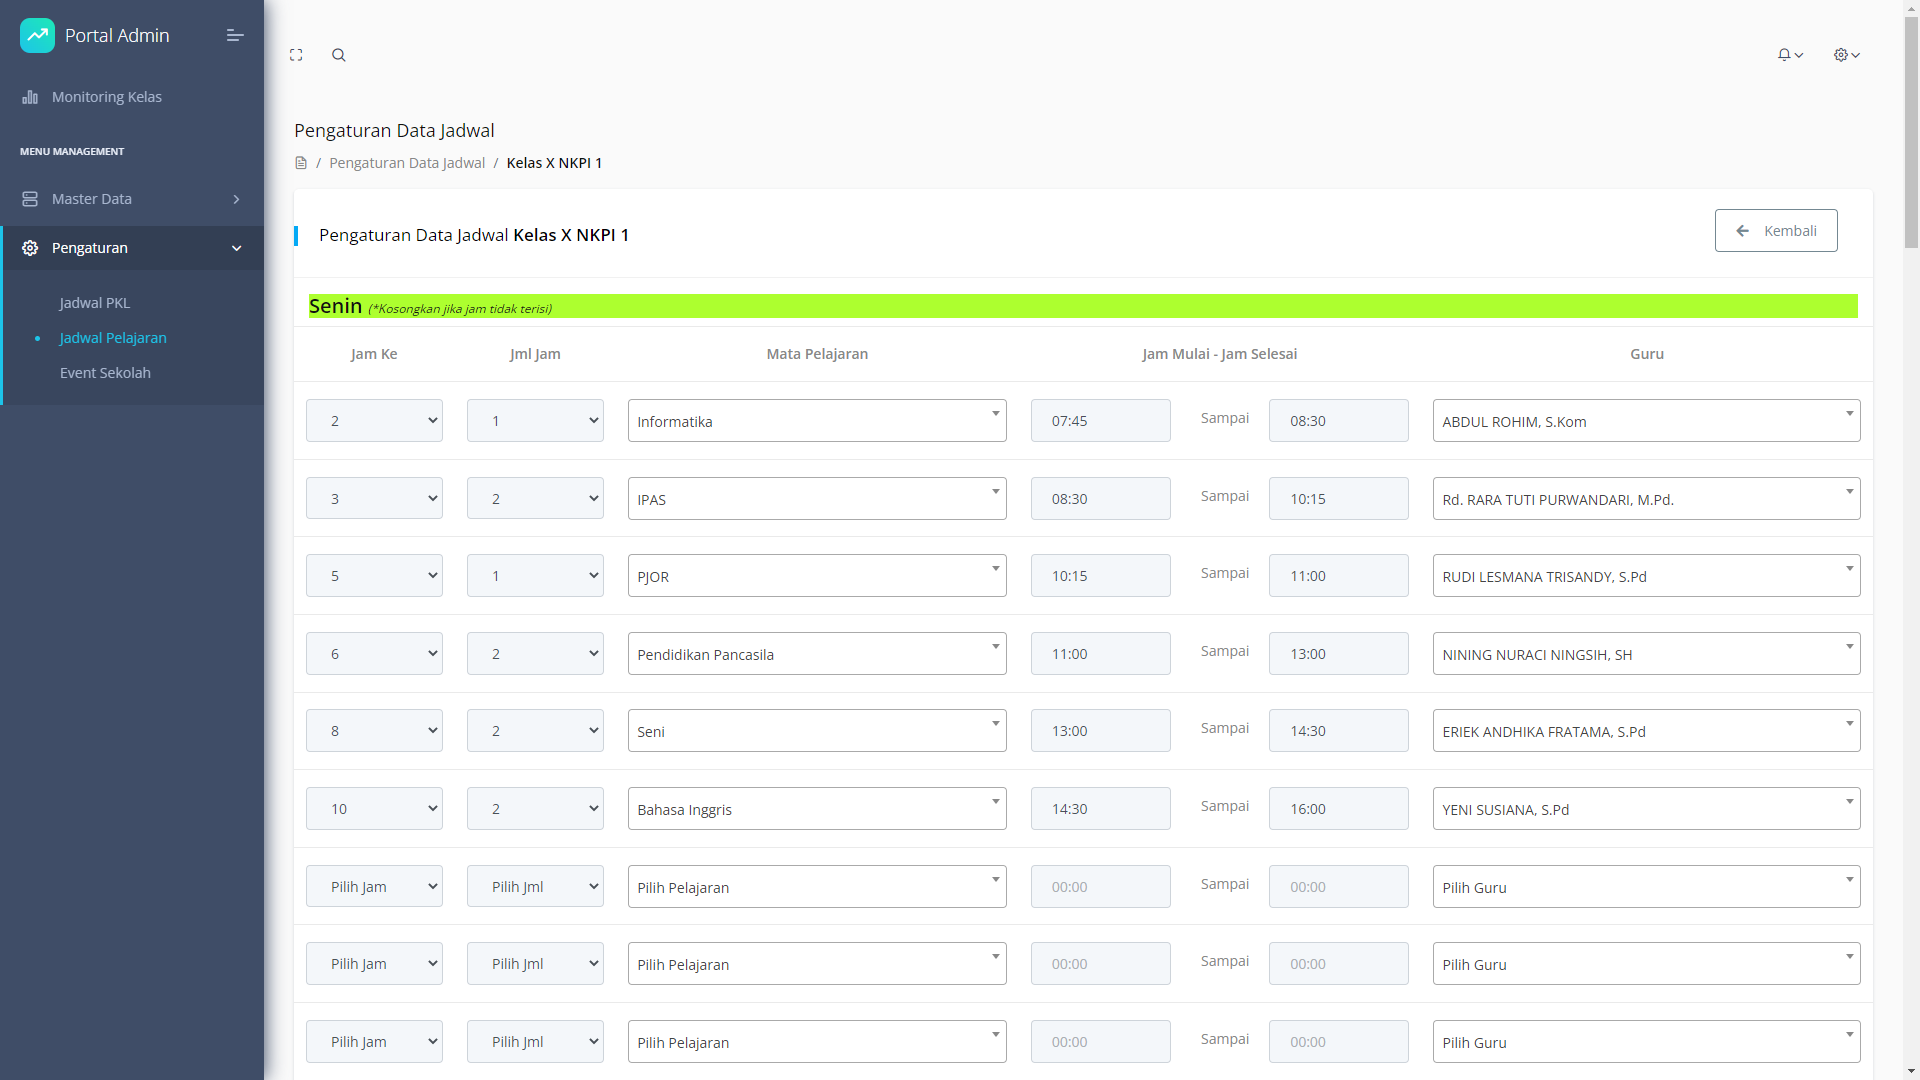 Portal Admin
Monitoring Kelas
MENU MANAGEMENT
Master Data
Pengaturan
Jadwal PKL
Jadwal Pelajaran
Event Sekolah
Pengaturan Data Jadwal
/ Pengaturan Data Jadwal / Kelas X NKPI 1
Pengaturan Data Jadwal Kelas X NKPI 1
Kembali
Senin (*Kosongkan jika jam tidak terisi)
Jam Ke Jml Jam Mata Pelajaran Jam Mulai - Jam Selesai Guru
2 1 Informatika 07:45 Sampai 08:30 ABDUL ROHIM, S.Kom
3 2 IPAS 08:30 Sampai 10:15 Rd. RARA TUTI PURWANDARI, M.Pd.
5 1 PJOR 10:15 Sampai 11:00 RUDI LESMANA TRISANDY, S.Pd
6 2 Pendidikan Pancasila 11:00 Sampai 13:00 NINING NURACI NINGSIH, SH
8 2 Seni 13:00 Sampai 14:30 ERIEK ANDHIKA FRATAMA, S.Pd
10 2 Bahasa Inggris 14:30 Sampai 16:00 YENI SUSIANA, S.Pd
Pilih Jam Pilih Jml Pilih Pelajaran 00:00 Sampai 00:00 Pilih Guru
Pilih Jam Pilih Jml Pilih Pelajaran 00:00 Sampai 00:00 Pilih Guru
Pilih Jam Pilih Jml Pilih Pelajaran 00:00 Sampai 00:00 Pilih Guru